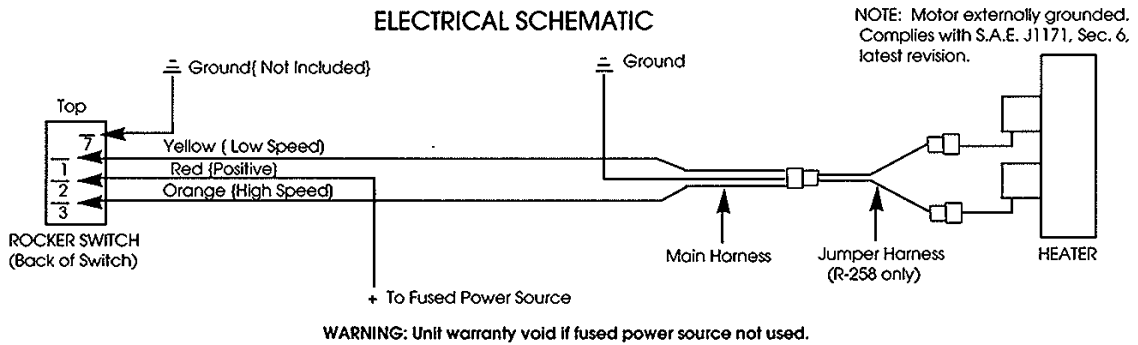 ELECTRICAL SCHEMATIC
NOTE: Motor externally grounded.
Complies with S.A.E. J1171, Sec. 6,
latest revision.
Ground{ Not Included}
Ground
Top
7
Yellow ( Low Speed)
1
Red {Positive}
2
Orange {High Speed)
3
ROCKER SWITCH
(Back of Switch)
Main Harness
Jumper Harness
(R-258 only)
HEATER
+ To Fused Power Source
WARNING: Unit warranty void if fused power source not used.